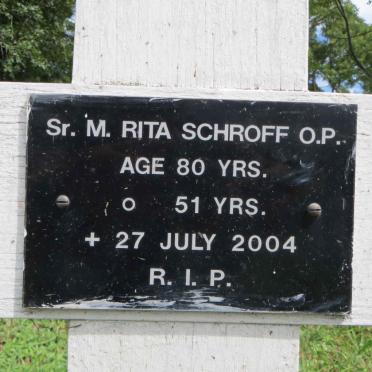 Sr. M. RITA SCHROFF O.P.
AGE 80 YRS.
O 51 YRS.
+ 27 JULY 2004
R. I. P.